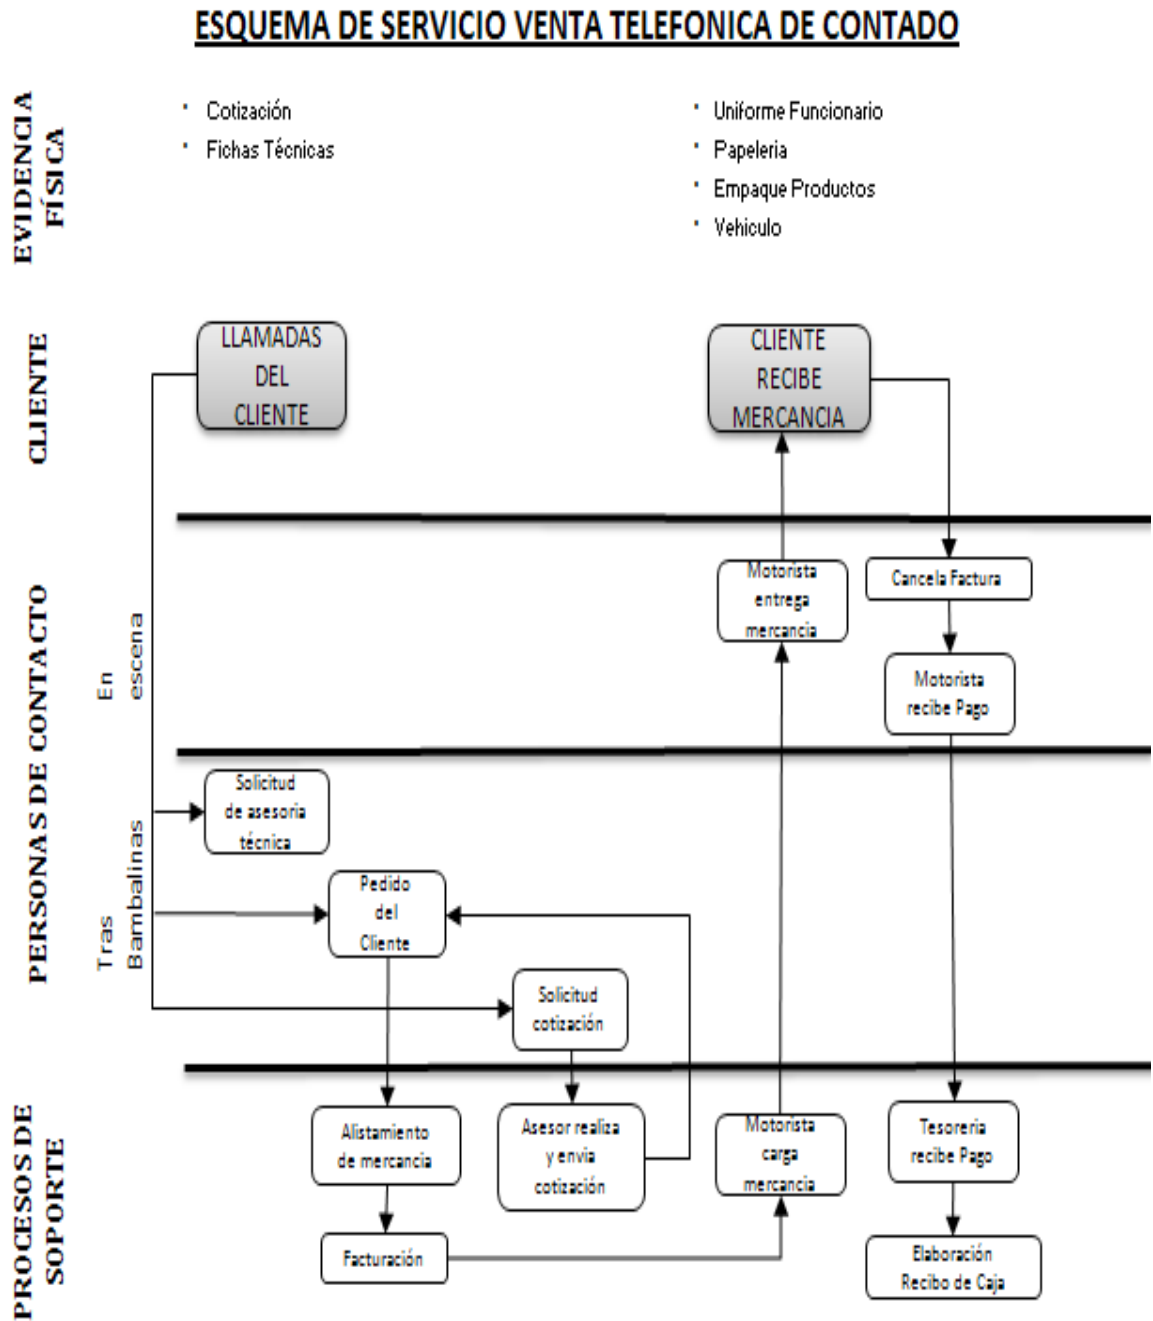 ESQUEMA DE SERVICIO VENTA TELEFONICA DE CONTADO
EVIDENCIA
FÍSICA
· Cotización
· Fichas Técnicas
· Uniforme Funcionario
· Papeleria
· Empaque Productos
· Vehiculo
CLIENTE
LLAMADAS
DEL
CLIENTE
CLIENTE
RECIBE
MERCANCIA
PERSONAS DE CONTACTO
En
escena
Motorista
entrega
mercancia
Cancela Factura
Motorista
recibe Pago
Tras
Bambalinas
Solicitud
de asesoria
técnica
Pedido
del
Cliente
Solicitud
cotización
PROCESOS DE
SOPORTE
Alistamiento
de mercancia
Asesor realiza
y envia
cotización
Motorista
carga
mercancia
Tesoreria
recibe Pago
Facturación
Elaboración
Recibo de Caja